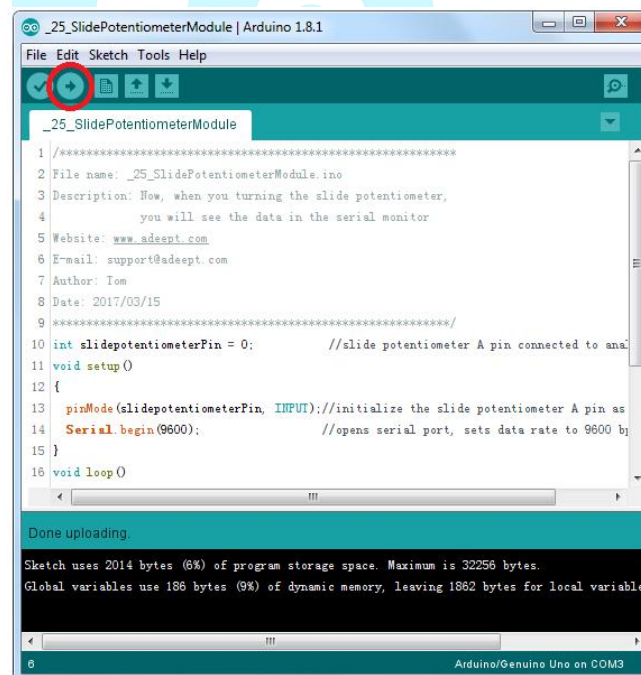 _25_SlidePotentiometerModule | Arduino 1.8.1
File Edit Sketch Tools Help
_25_SlidePotentiometerModule
1 /***********************************************************
2 File name: _25_SlidePotentiometerModule.ino
3 Description: Now, when you turning the slide potentiometer,
4 you will see the data in the serial monitor
5 Website: www.adeept.com
6 E-mail: support@adeept.com
7 Author: Tom
8 Date: 2017/03/15
9 ***********************************************************/
10 int slidepotentiometerPin = 0; //slide potentiometer A pin connected to
11 void setup()
12 {
13 pinMode(slidepotentiometerPin, INPUT);//initialize the slide potentiometer A pin as
14 Serial.begin(9600); //opens serial port, sets data rate to 9600
15 }
16 void loop()
Done uploading.
Sketch uses 2014 bytes (6%) of program storage space. Maximum is 32256 bytes.
Global variables use 186 bytes (9%) of dynamic memory, leaving 1862 bytes for local
6 Arduino/Genuino Uno on COM3